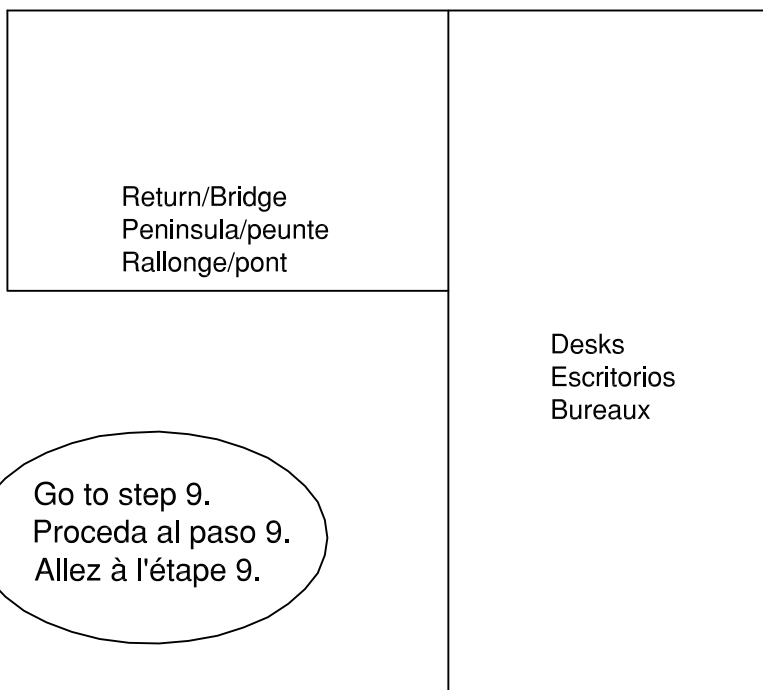 Return/Bridge
Peninsula/peunte
Rallonge/pont
Desks
Escritorios
Bureaux
Go to step 9.
Proceda al paso 9.
Allez à l'étape 9.